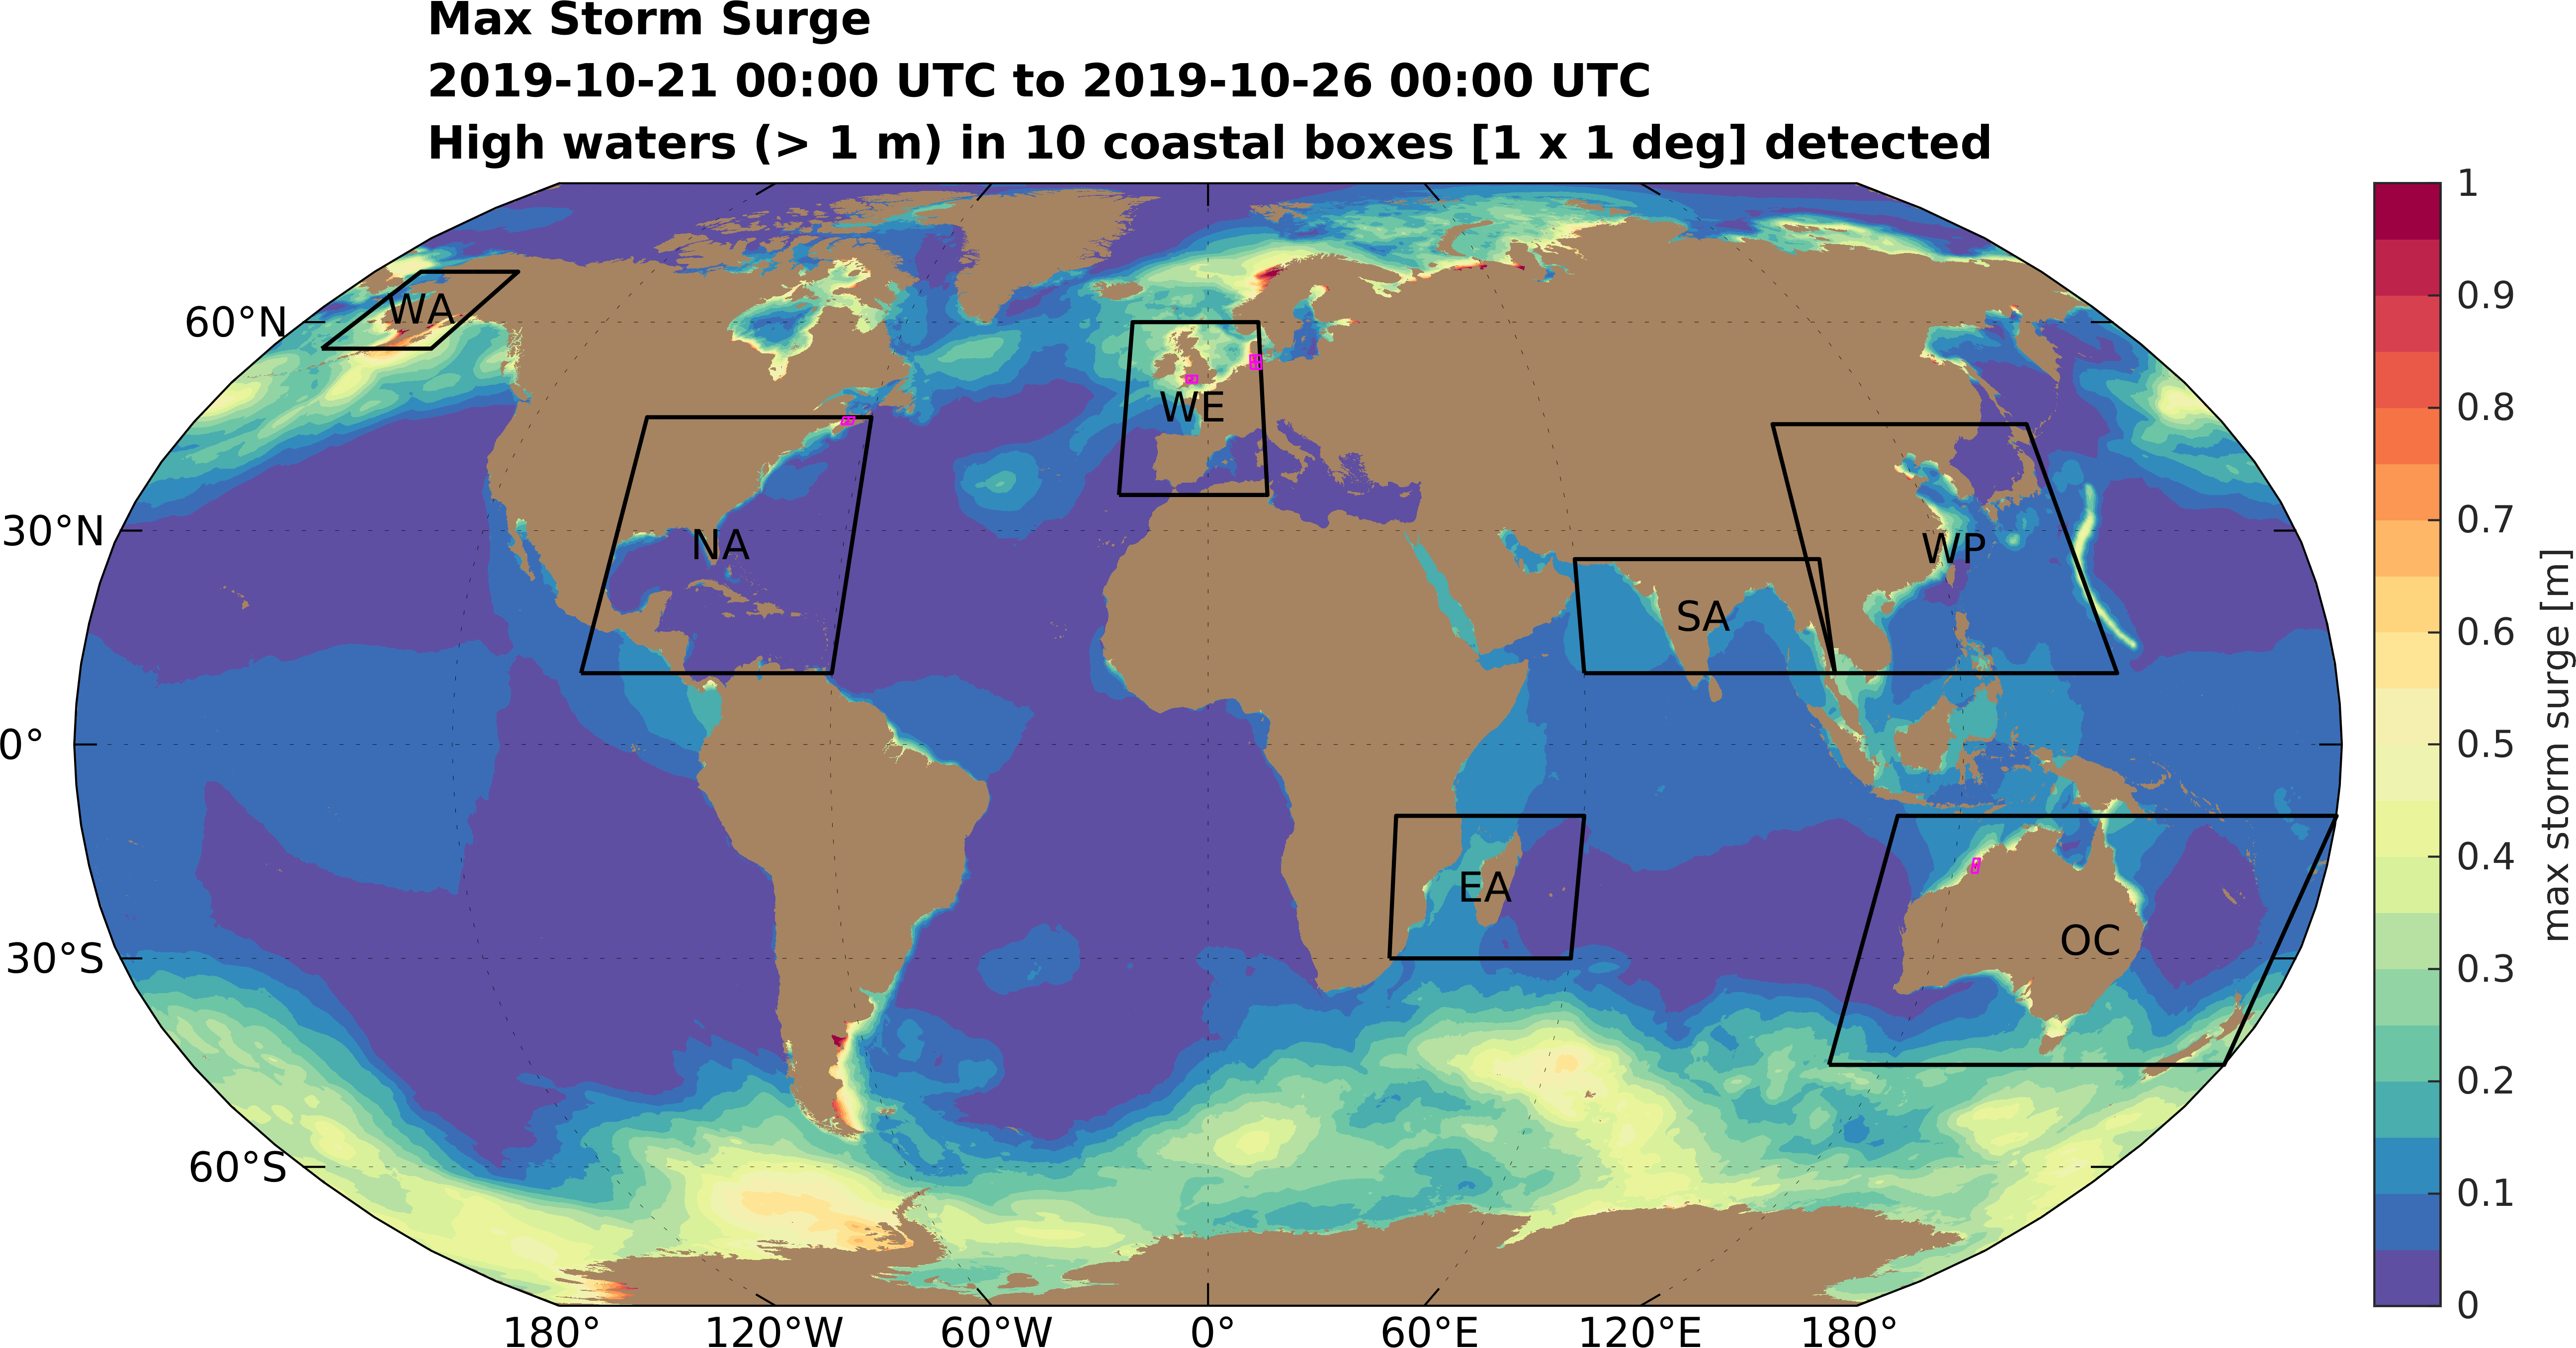 Max Storm Surge
2019-10-21 00:00 UTC to 2019-10-26 00:00 UTC
High waters (> 1 m) in 10 coastal boxes [1 x 1 deg] detected
60°N
30°N
0°
30°S
60°S
WA
NA
WE
SA
WP
EA
OC
180°
120°W
60°W
0°
60°E
120°E
180°
1
0.9
0.8
0.7
0.6
0.5
0.4
0.3
0.2
0.1
0
max storm surge [m]